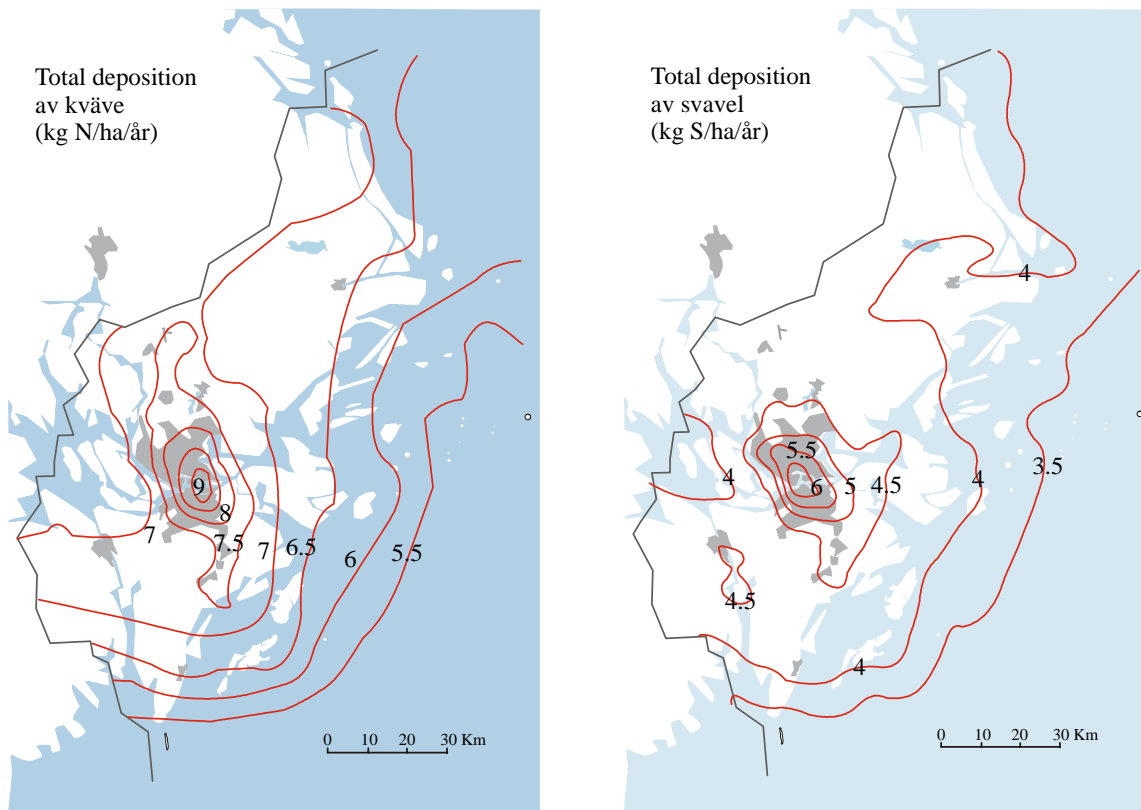 Total deposition
av kväve
(kg N/ha/år)
9
8
7
7.5
7
6.5
6
5.5
0 10 20 30 Km
Total deposition
av svavel
(kg S/ha/år)
4
5.5
4
6
5
4.5
4
3.5
4.5
4
0 10 20 30 Km